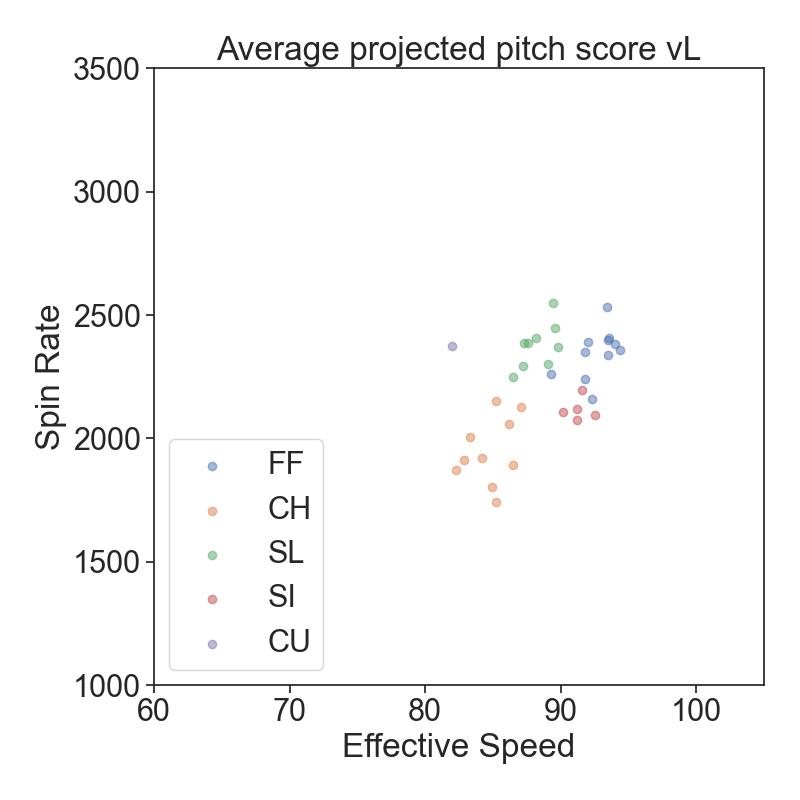 Average projected pitch score vL
3500
3000
2500
2000
1500
1000
Spin Rate
FF
CH
SL
SI
CU
60 70 80 90 100
Effective Speed